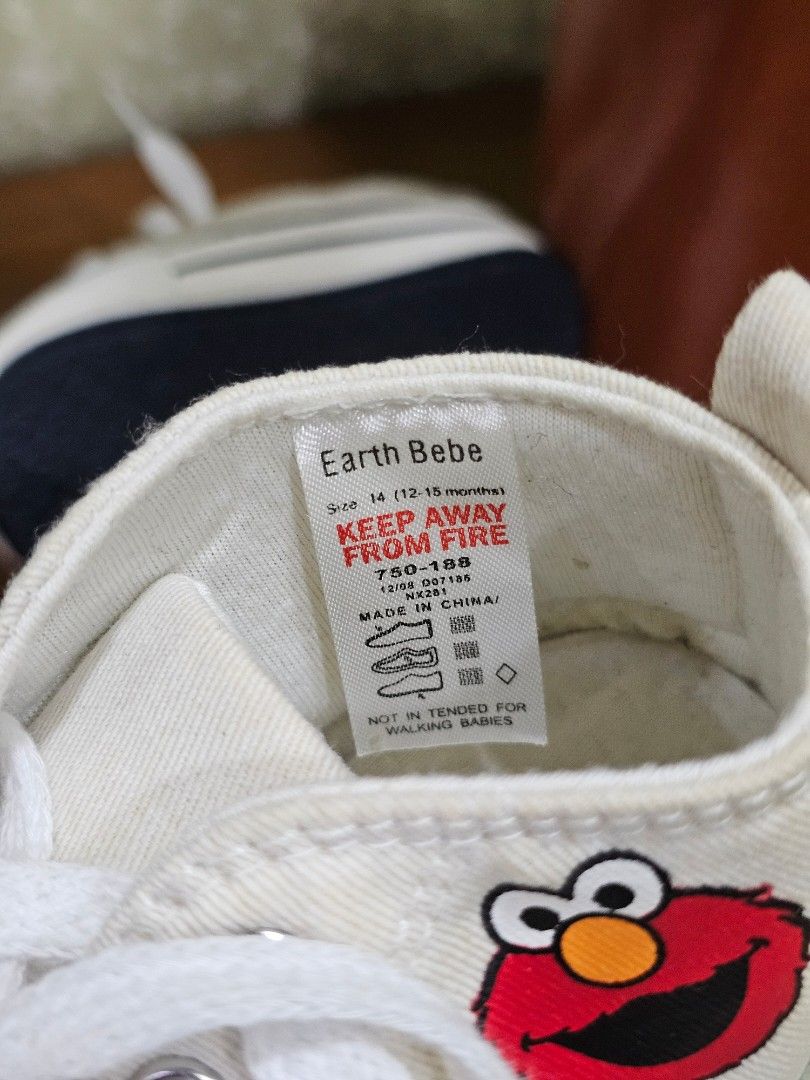 Earth Bebe
Size 14 (12-15 months)
KEEP AWAY
FROM FIRE
750-188
12/08 D07186
NX281
MADE IN CHINA/
NOT IN TENDED FOR
WALKING BABIES